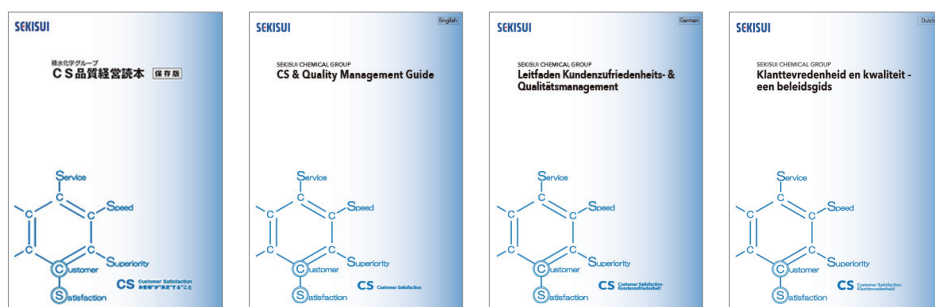 SEKISUI
積水化学グループ
CS品質経営読本 保存版
Service
C
C
C
Speed
C
C
C
Superiority
Customer
Satisfaction
CS Customer Satisfaction
English
SEKISUI
SEKISUI CHEMICAL GROUP
CS & Quality Management Guide
Service
C
C
C
Speed
C
C
C
Superiority
Customer
Satisfaction
CS Customer Satisfaction
German
SEKISUI
SEKISUI CHEMICAL GROUP
Leitfaden Kundenzufriedenheits- &
Qualitätsmanagement
Service
C
C
C
Speed
C
C
C
Superiority
Customer
Satisfaction
CS Customer Satisfaction
Kundenzufriedenheit
Dutch
SEKISUI
SEKISUI CHEMICAL GROUP
Klanttevredenheid en kwaliteit –
een beleidsgids
Service
C
C
C
Speed
C
C
C
Superiority
Customer
Satisfaction
CS Customer Satisfaction
Klanttevredenheid